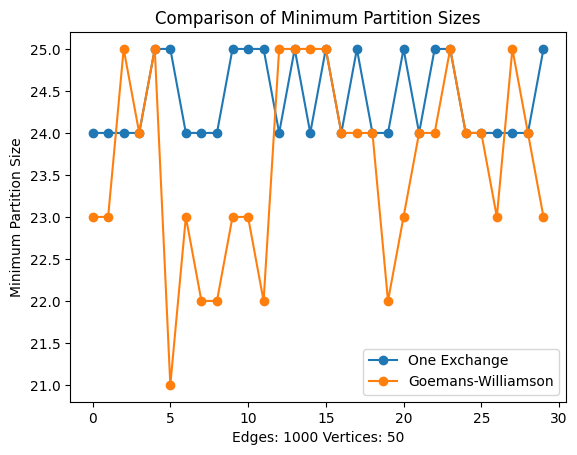 Comparison of Minimum Partition Sizes
Minimum Partition Size
25.0
24.5
24.0
23.5
23.0
22.5
22.0
21.5
21.0
One Exchange
Goemans-Williamson
0 5 10 15 20 25 30
Edges: 1000 Vertices: 50